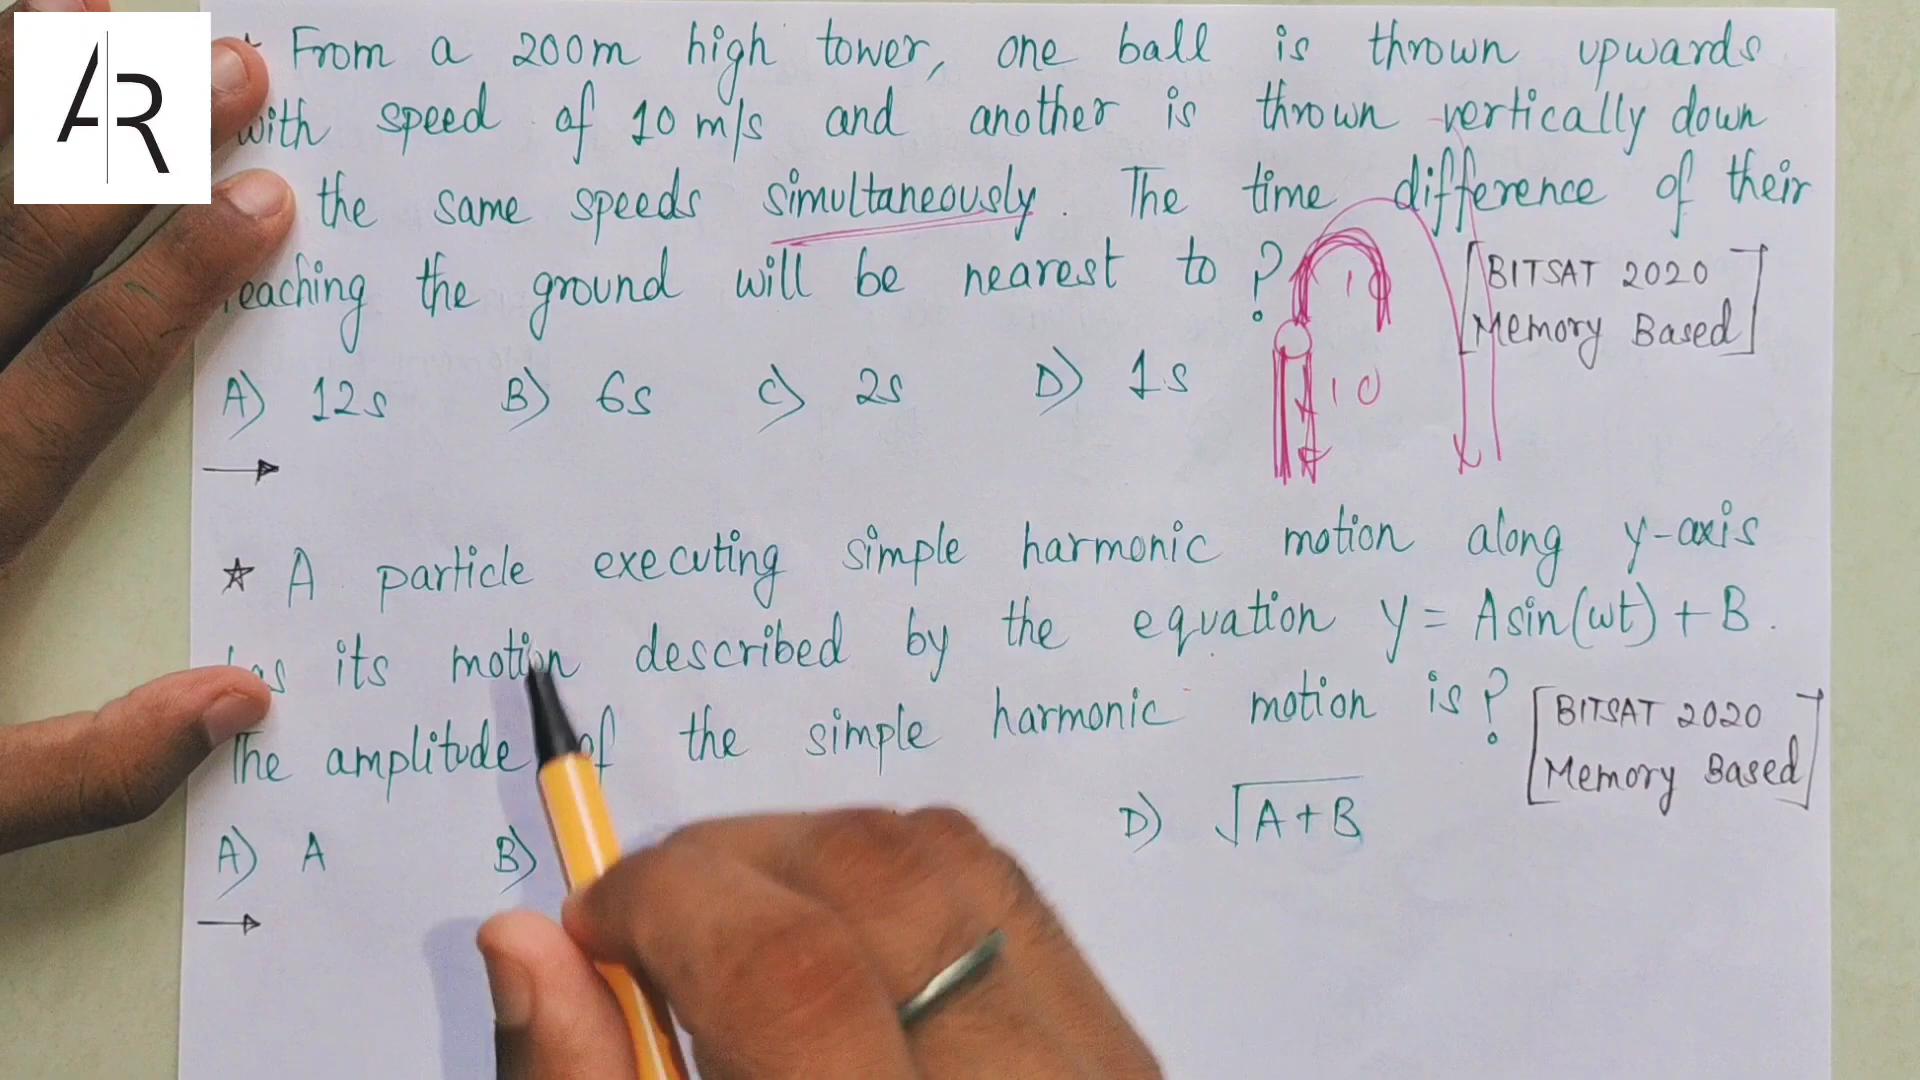 AR
From a 200m high tower, one ball is thrown upwards
with speed of 10 m/s and another is thrown vertically down
the same speeds simultaneously. The time difference of their
reaching the ground will be nearest to ?
10
[BITSAT 2020
Memory Based]
A) 12s B) 6s C) 2s D) 1s
10
☆ A particle executing simple harmonic motion along y-axis
has its motion described by the equation y = A sin(ωt) + B.
The amplitude of the simple harmonic motion is?
[BITSAT 2020
Memory Based]
A) A B) D) √A+B